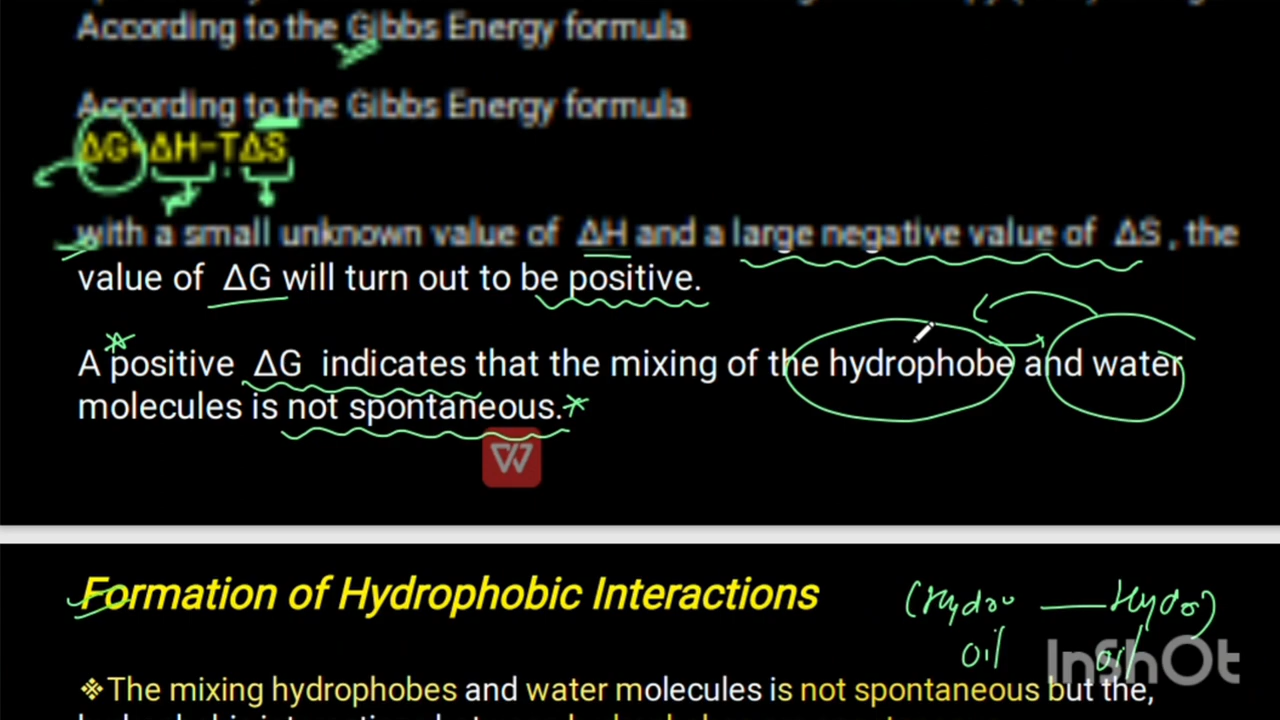 According to the Gibbs Energy formula
According to the Gibbs Energy formula
ΔG=ΔH-TΔS
with a small unknown value of ΔH and a large negative value of ΔS, the
value of ΔG will turn out to be positive.
A positive ΔG indicates that the mixing of the hydrophobe and water
molecules is not spontaneous.
W
Formation of Hydrophobic Interactions
(Hydro — Hydro)
oil oil
InShOt
❖The mixing hydrophobes and water molecules is not spontaneous but the,